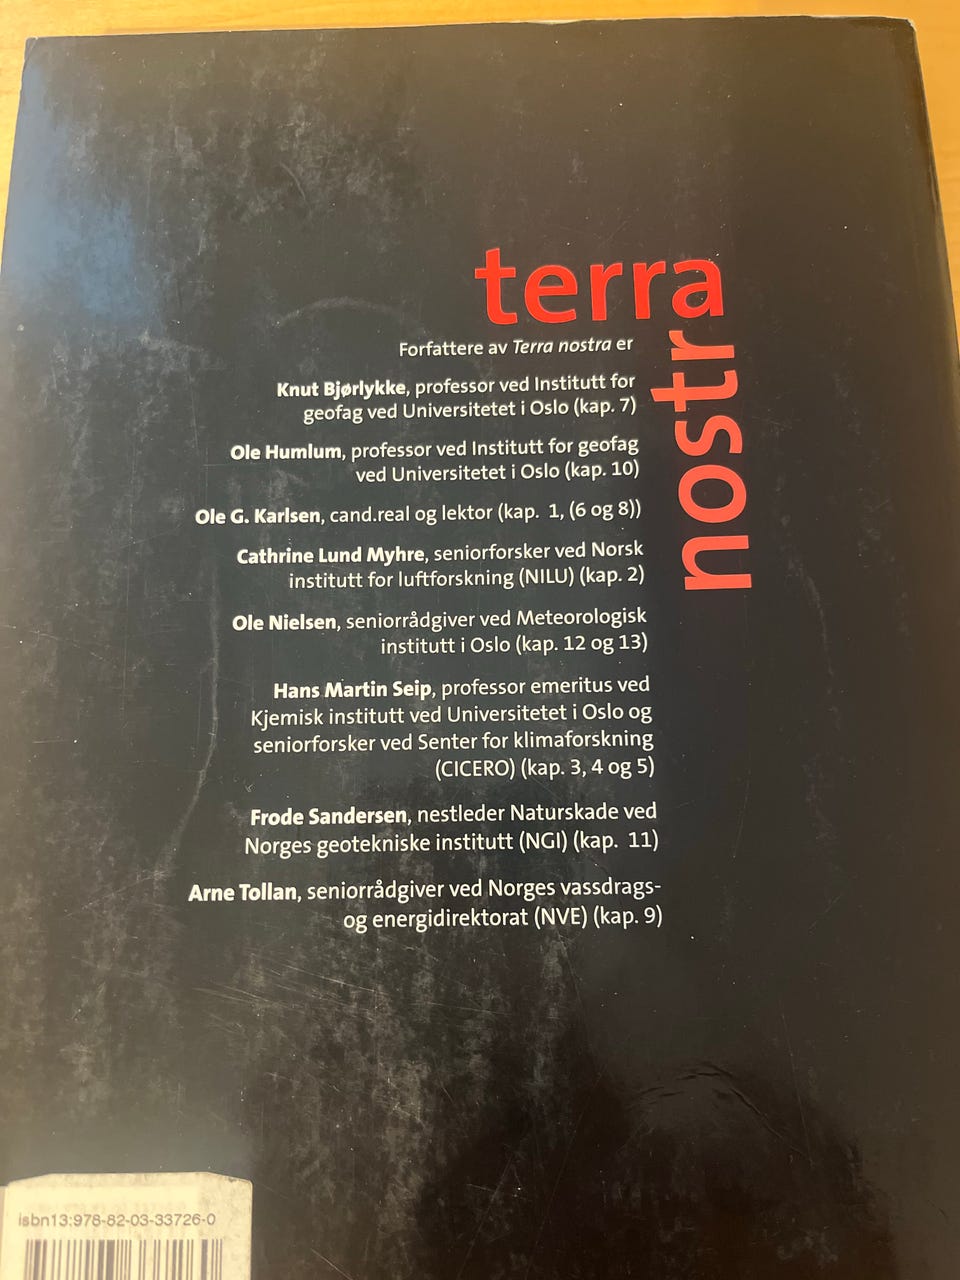 terra
nostra
Forfattere av Terra nostra er
Knut Bjørlykke, professor ved Institutt for
geofag ved Universitetet i Oslo (kap. 7)
Ole Humlum, professor ved Institutt for geofag
ved Universitetet i Oslo (kap. 10)
Ole G. Karlsen, cand.real og lektor (kap. 1, (6 og 8))
Cathrine Lund Myhre, seniorforsker ved Norsk
institutt for luftforskning (NILU) (kap. 2)
Ole Nielsen, seniorrådgiver ved Meteorologisk
institutt i Oslo (kap. 12 og 13)
Hans Martin Seip, professor emeritus ved
Kjemisk institutt ved Universitetet i Oslo og
seniorforsker ved Senter for klimaforskning
(CICERO) (kap. 3, 4 og 5)
Frode Sandersen, nestleder Naturskade ved
Norges geotekniske institutt (NGI) (kap. 11)
Arne Tollan, seniorrådgiver ved Norges vassdrags-
og energidirektorat (NVE) (kap. 9)
isbn13:978-82-03-33726-0